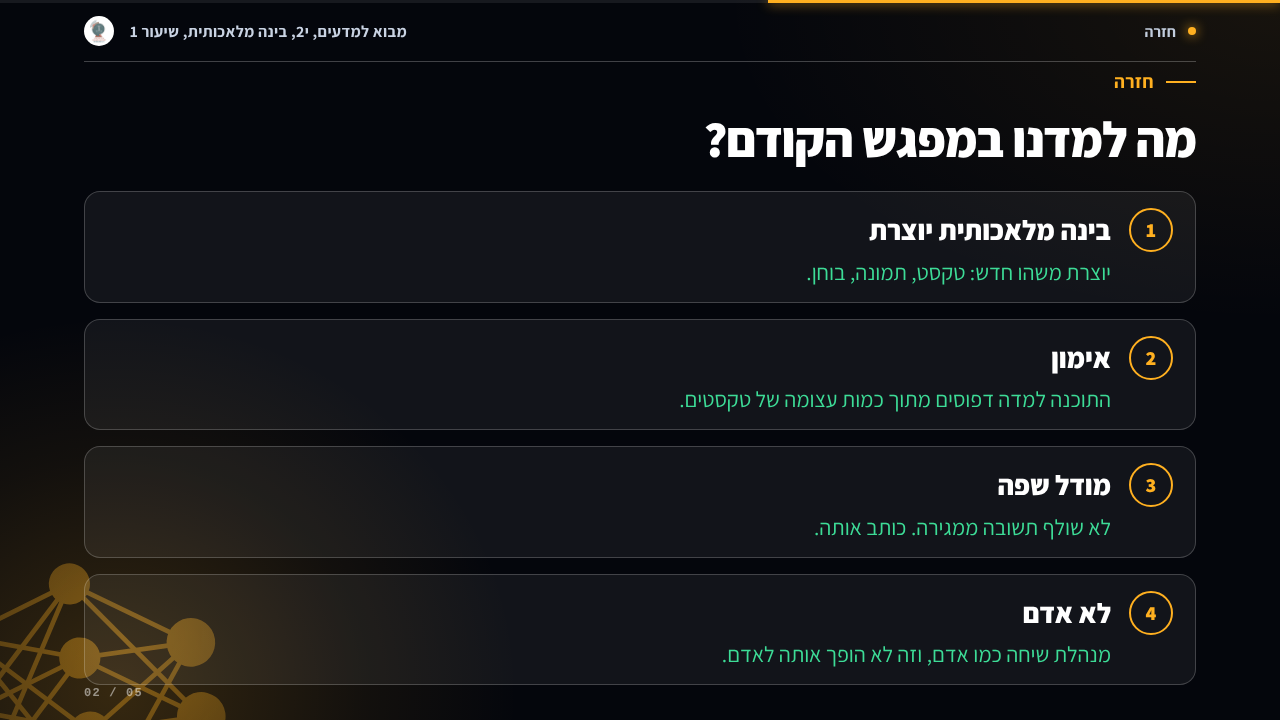 חזרה
מבוא למדעים, י2, בינה מלאכותית, שיעור 1
חזרה
מה למדנו במפגש הקודם?
1
בינה מלאכותית יוצרת
יוצרת משהו חדש: טקסט, תמונה, בוחן.
2
אימון
התוכנה למדה דפוסים מתוך כמות עצומה של טקסטים.
3
מודל שפה
לא שולף תשובה ממגירה. כותב אותה.
4
לא אדם
מנהלת שיחה כמו אדם, וזה לא הופך אותה לאדם.
02 / 05